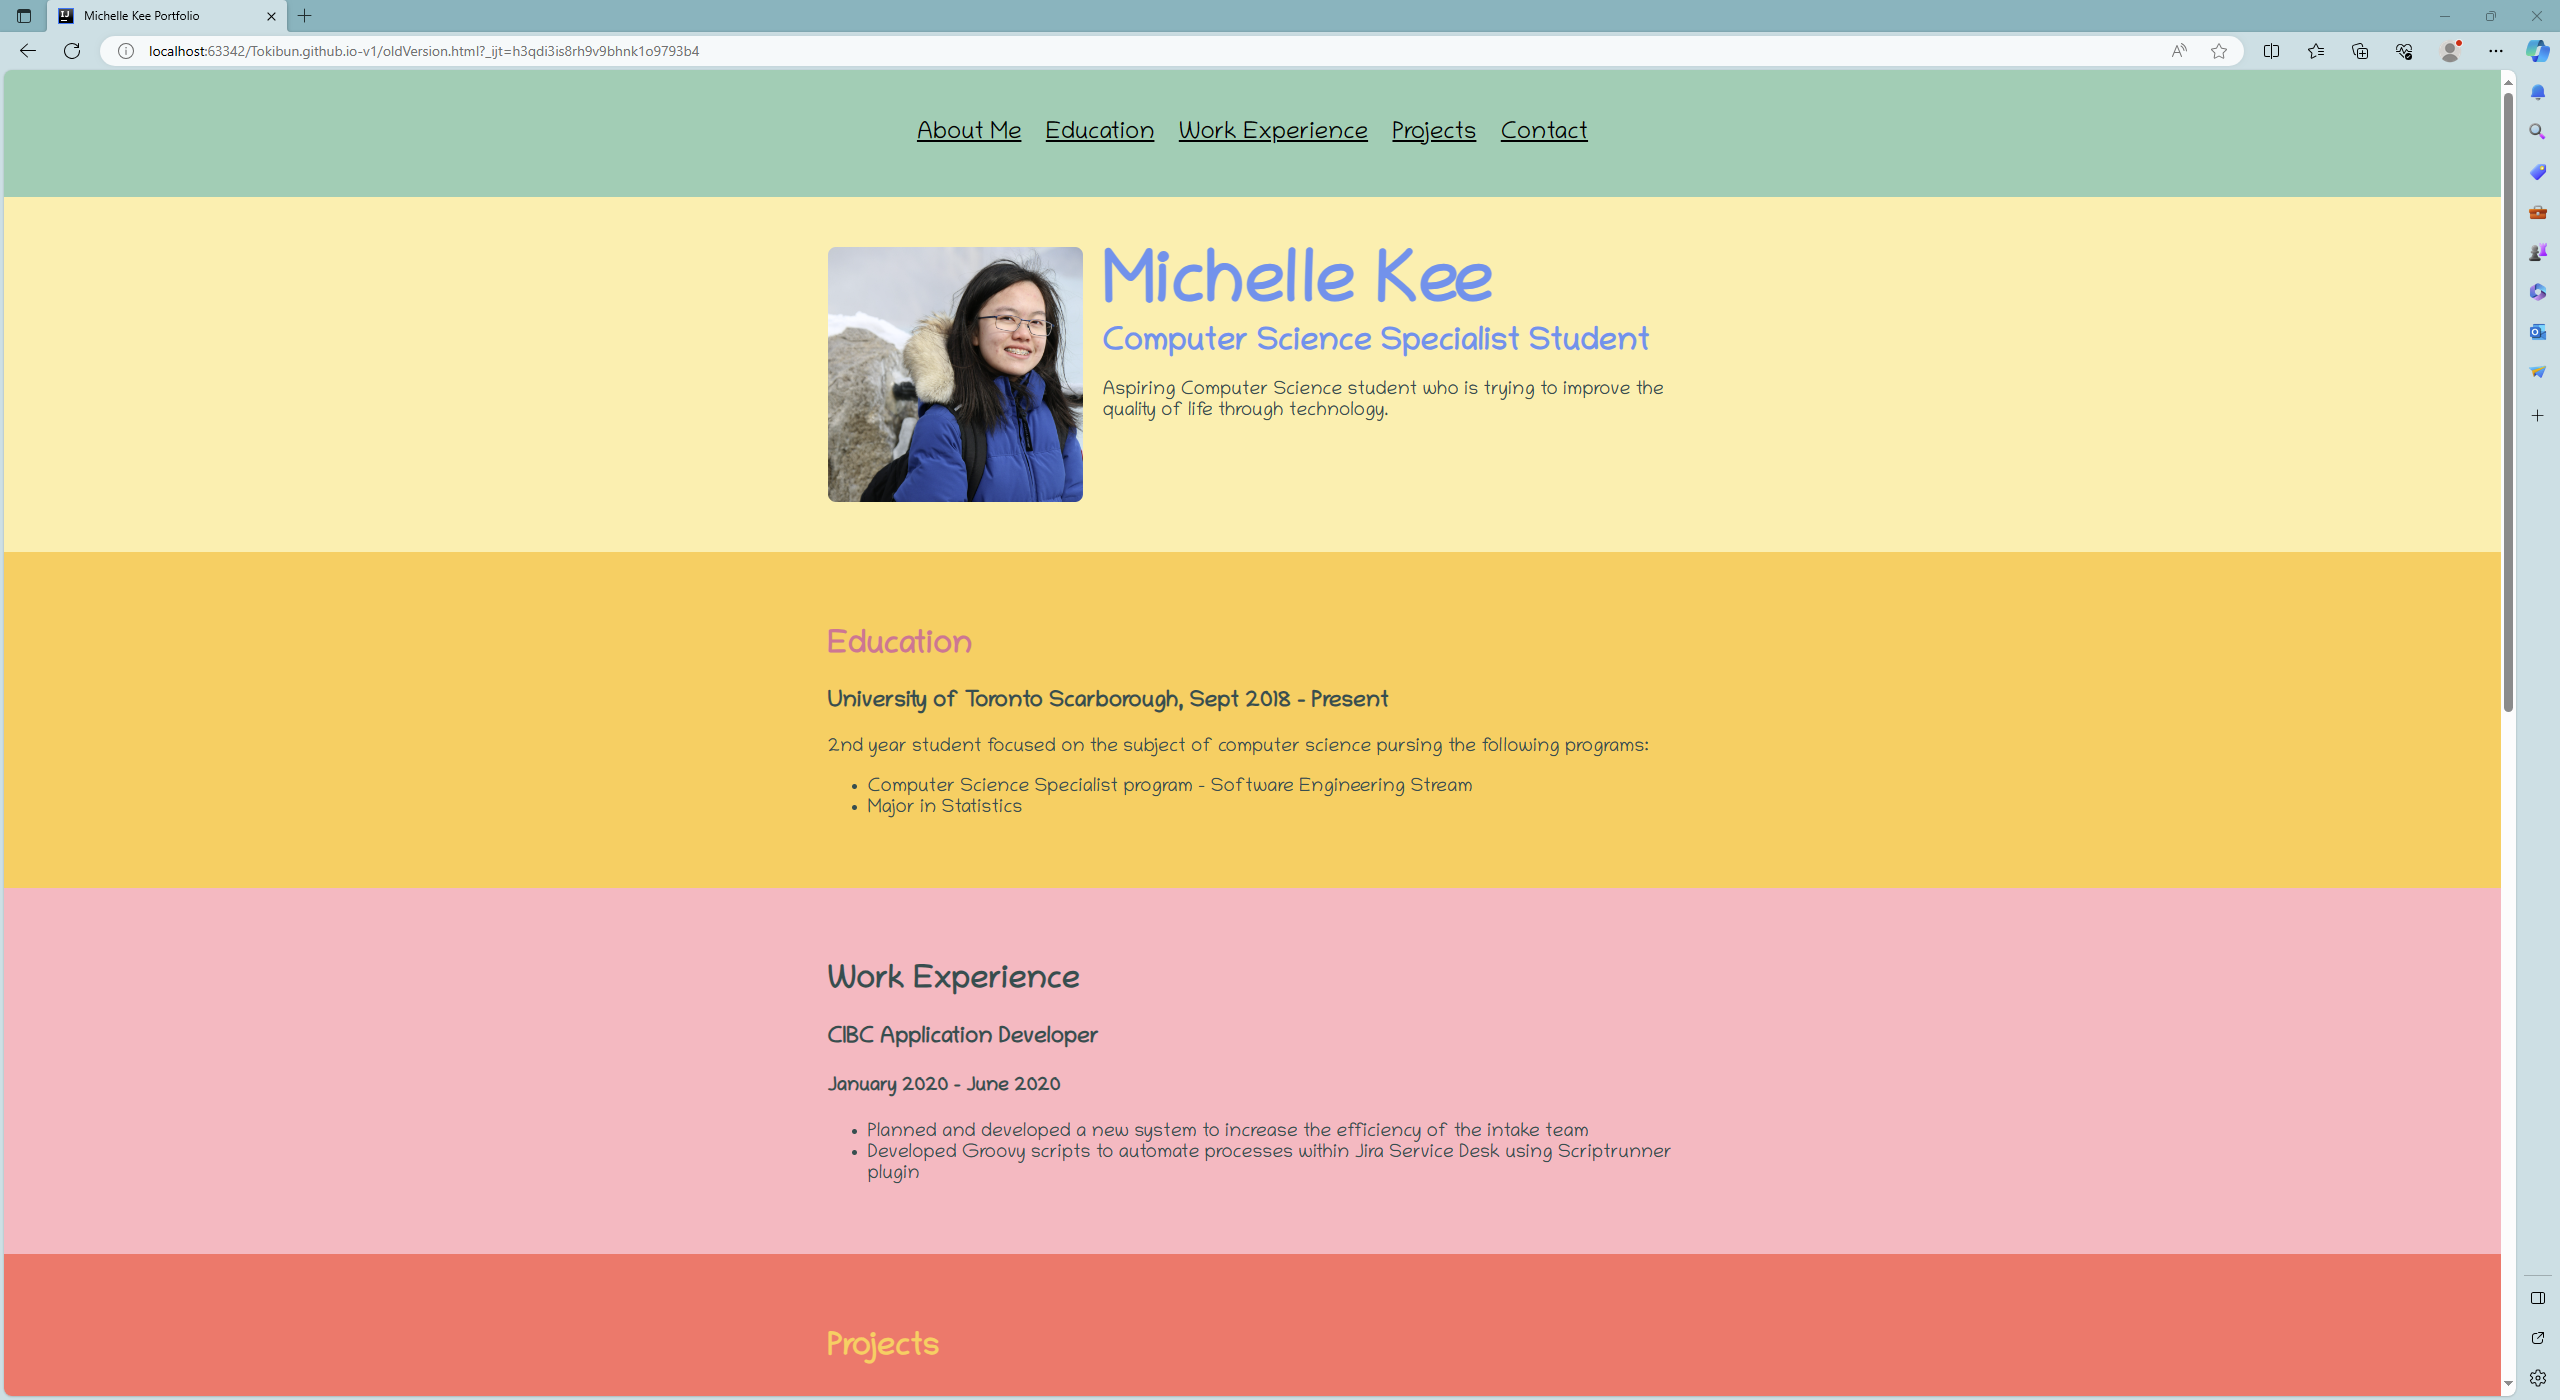 Michelle Kee Portfolio
localhost:63342/Tokibun.github.io-v1/oldVersion.html?_ijt=h3qdi3is8rh9v9bhnk1o9793b4
About Me Education Work Experience Projects Contact
Michelle Kee
Computer Science Specialist Student
Aspiring Computer Science student who is trying to improve the
quality of life through technology.
Education
University of Toronto Scarborough, Sept 2018 - Present
2nd year student focused on the subject of computer science pursing the following programs:
• Computer Science Specialist program - Software Engineering Stream
• Major in Statistics
Work Experience
CIBC Application Developer
January 2020 - June 2020
• Planned and developed a new system to increase the efficiency of the intake team
• Developed Groovy scripts to automate processes within Jira Service Desk using Scriptrunner
plugin
Projects